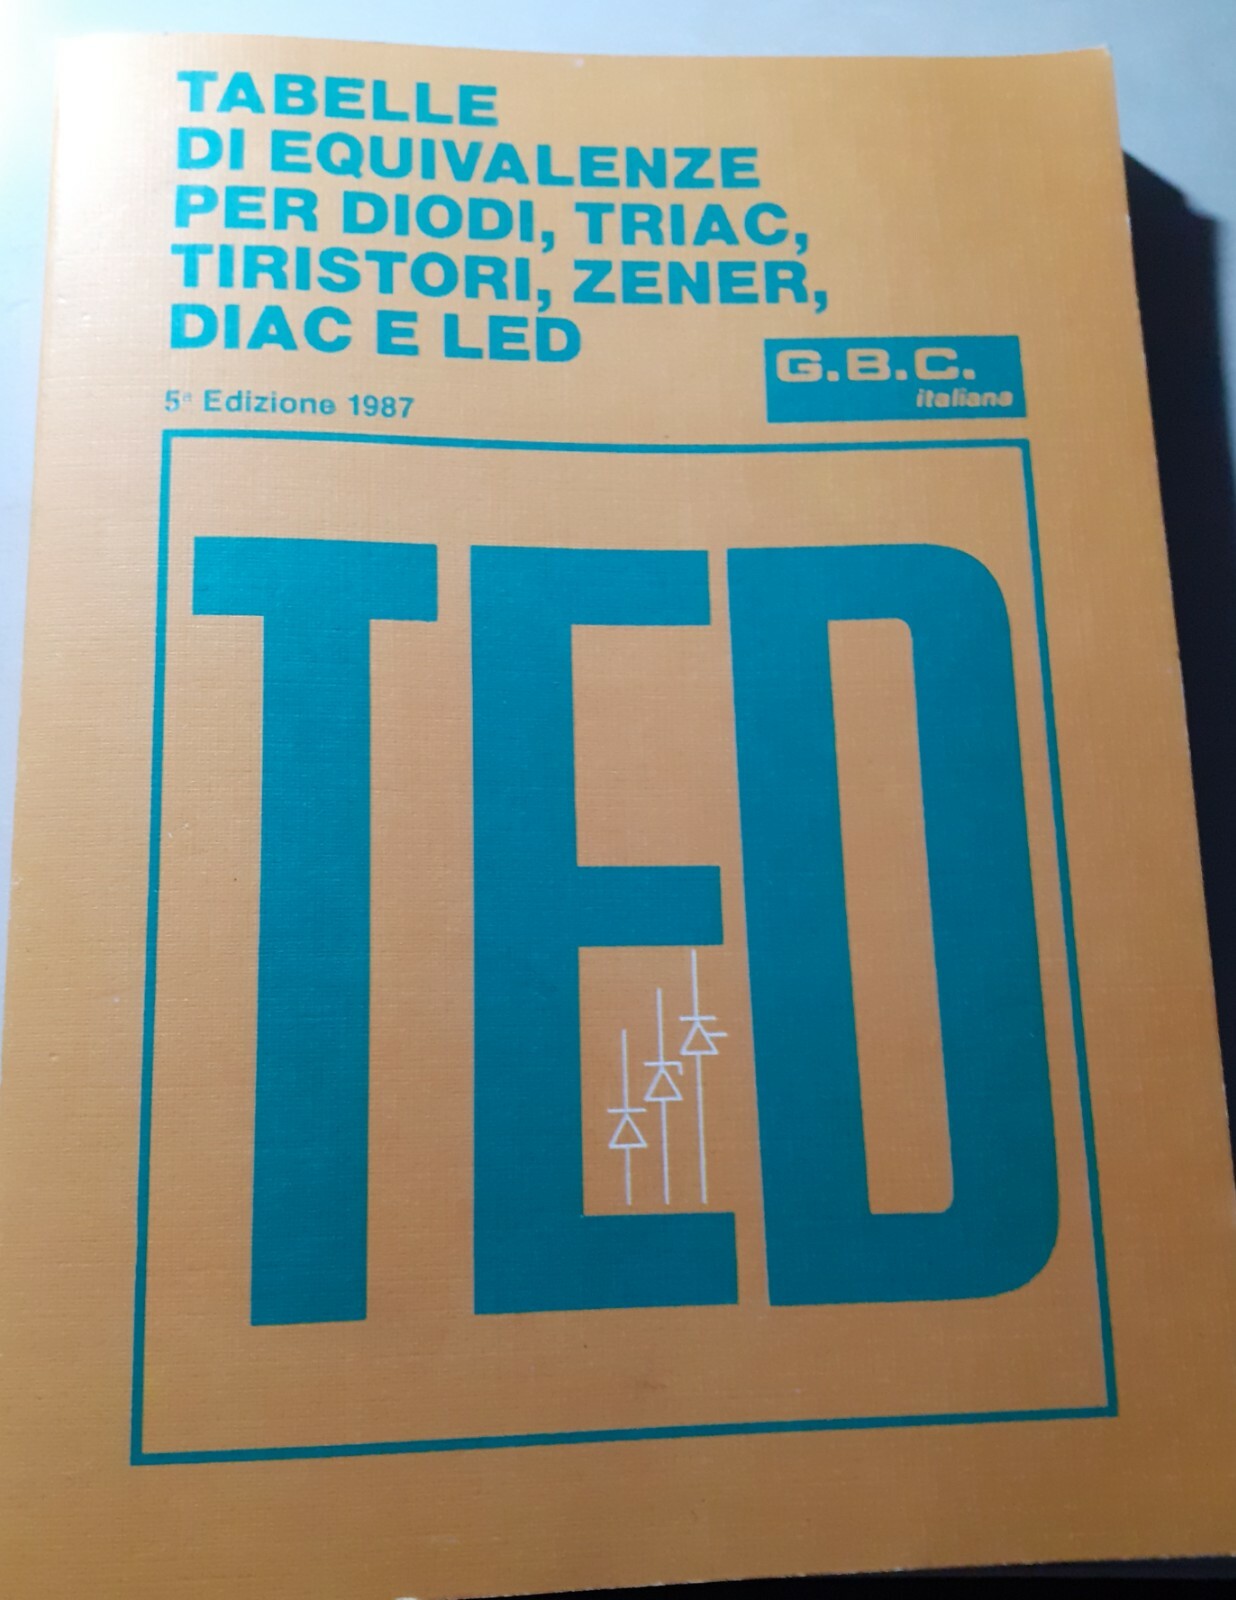 TABELLE
DI EQUIVALENZE
PER DIODI, TRIAC,
TIRISTORI, ZENER,
DIAC E LED
5ª Edizione 1987
G.B.C.
italiana
TED